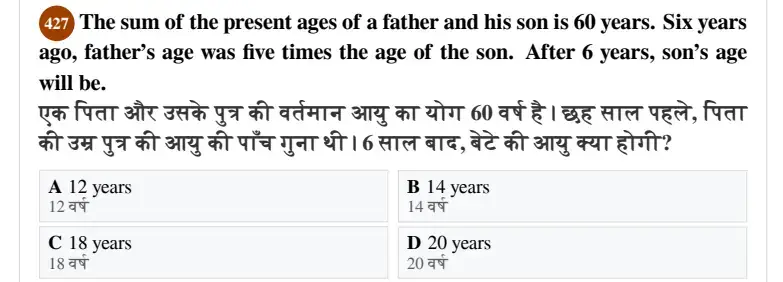 427 The sum of the present ages of a father and his son is 60 years. Six years
ago, father's age was five times the age of the son. After 6 years, son's age
will be.
एक पिता और उसके पुत्र की वर्तमान आयु का योग 60 वर्ष है। छह साल पहले, पिता
की उम्र पुत्र की आयु की पाँच गुना थी। 6 साल बाद, बेटे की आयु क्या होगी?
A 12 years
12 वर्ष
B 14 years
14 वर्ष
C 18 years
18 वर्ष
D 20 years
20 वर्ष